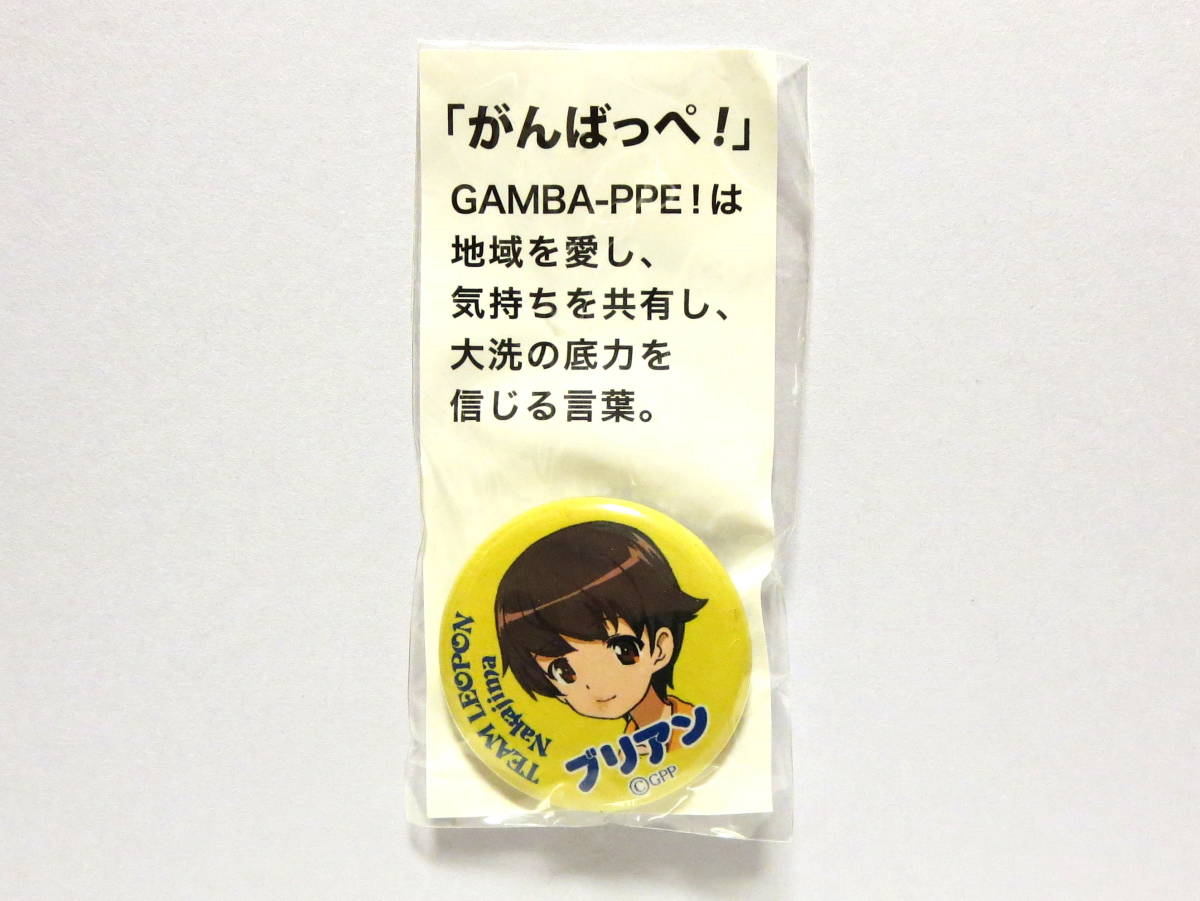 「がんばっぺ！」
GAMBA-PPE！は
地域を愛し、
気持ちを共有し、
大洗の底力を
信じる言葉。
TEAM LEOPON
Nakajima
ブリアン
©GPP